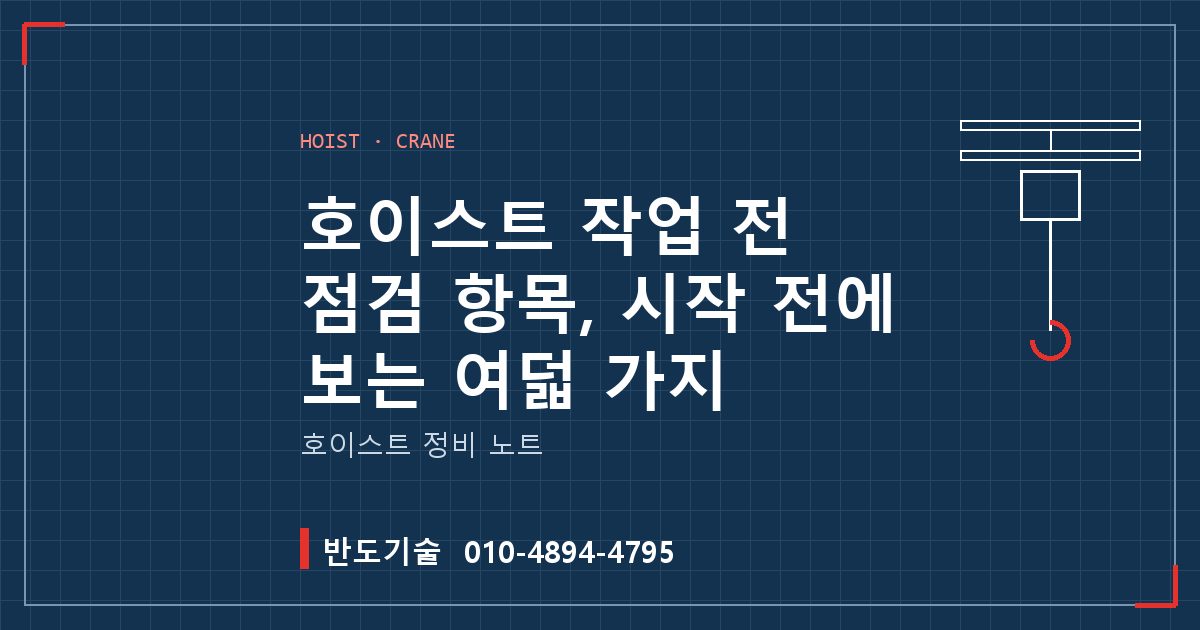 HOIST · CRANE
호이스트 작업 전
점검 항목, 시작 전에
보는 여덟 가지
호이스트 정비 노트
반도기술 010-4894-4795